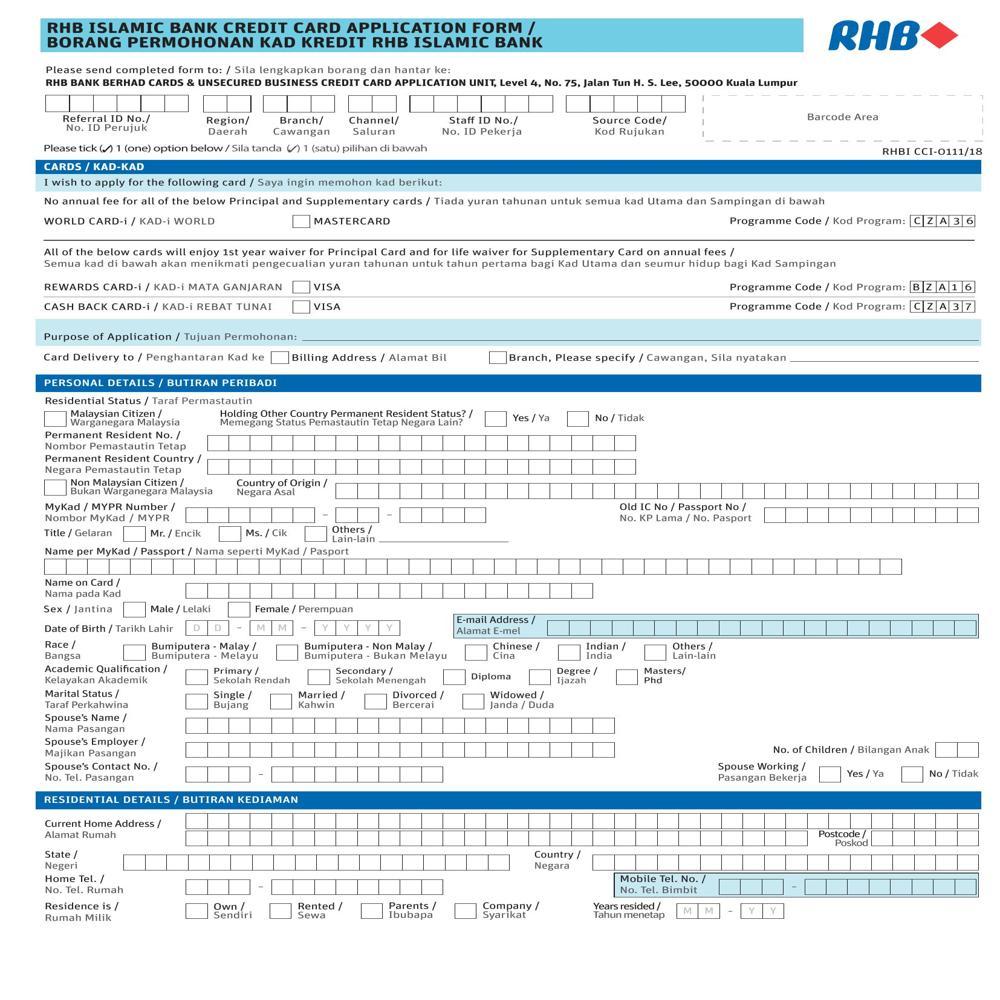 RHB ISLAMIC BANK CREDIT CARD APPLICATION FORM /
BORANG PERMOHONAN KAD KREDIT RHB ISLAMIC BANK
RHB
Please send completed form to: / Sila lengkapkan borang dan hantar ke:
RHB BANK BERHAD CARDS & UNSECURED BUSINESS CREDIT CARD APPLICATION UNIT, Level 4, No. 75, Jalan Tun H. S. Lee, 50000 Kuala Lumpur
Referral ID No./ Region/ Branch/ Channel/ Staff ID No./ Source Code/ Barcode Area
No. ID Perujuk Daerah Cawangan Saluran No. ID Pekerja Kod Rujukan
Please tick (✓) 1 (one) option below / Sila tanda (✓) 1 (satu) pilihan di bawah RHBI CCI-0111/18
CARDS / KAD-KAD
I wish to apply for the following card / Saya ingin memohon kad berikut:
No annual fee for all of the below Principal and Supplementary cards / Tiada yuran tahunan untuk semua kad Utama dan Sampingan di bawah
WORLD CARD-i / KAD-i WORLD MASTERCARD Programme Code / Kod Program: C Z A 3 6
All of the below cards will enjoy 1st year waiver for Principal Card and for life waiver for Supplementary Card on annual fees /
Semua kad di bawah akan menikmati pengecualian yuran tahunan untuk tahun pertama bagi Kad Utama dan seumur hidup bagi Kad Sampingan
REWARDS CARD-i / KAD-i MATA GANJARAN VISA Programme Code / Kod Program: B Z A 1 6
CASH BACK CARD-i / KAD-i REBAT TUNAI VISA Programme Code / Kod Program: C Z A 3 7
Purpose of Application / Tujuan Permohonan:
Card Delivery to / Penghantaran Kad ke Billing Address / Alamat Bil Branch, Please specify / Cawangan, Sila nyatakan
PERSONAL DETAILS / BUTIRAN PERIBADI
Residential Status / Taraf Permastautin
Malaysian Citizen / Holding Other Country Permanent Resident Status? / Yes / Ya No / Tidak
Warganegara Malaysia Memegang Status Pemastautin Tetap Negara Lain?
Permanent Resident No. /
Nombor Pemastautin Tetap
Permanent Resident Country /
Negara Pemastautin Tetap
Non Malaysian Citizen / Country of Origin /
Bukan Warganegara Malaysia Negara Asal
MyKad / MYPR Number / Old IC No / Passport No /
Nombor MyKad / MYPR – – No. KP Lama / No. Pasport
Title / Gelaran Mr. / Encik Ms. / Cik Others /
Lain-lain
Name per MyKad / Passport / Nama seperti MyKad / Pasport
Name on Card /
Nama pada Kad
Sex / Jantina Male / Lelaki Female / Perempuan
Date of Birth / Tarikh Lahir D D – M M – Y Y Y Y E-mail Address /
Alamat E-mel
Race / Bumiputera - Malay / Bumiputera - Non Malay / Chinese / Indian / Others /
Bangsa Bumiputera - Melayu Bumiputera - Bukan Melayu Cina India Lain-lain
Academic Qualification / Primary / Secondary / Diploma Degree / Masters/
Kelayakan Akademik Sekolah Rendah Sekolah Menengah Ijazah Phd
Marital Status / Single / Married / Divorced / Widowed /
Taraf Perkahwina Bujang Kahwin Bercerai Janda / Duda
Spouse's Name /
Nama Pasangan
Spouse's Employer / No. of Children / Bilangan Anak
Majikan Pasangan
Spouse's Contact No. / Spouse Working / Yes / Ya No / Tidak
No. Tel. Pasangan – Pasangan Bekerja
RESIDENTIAL DETAILS / BUTIRAN KEDIAMAN
Current Home Address /
Alamat Rumah Postcode /
Poskod
State / Country /
Negeri Negara
Home Tel. / Mobile Tel. No. /
No. Tel. Rumah – No. Tel. Bimbit –
Residence is / Own / Rented / Parents / Company / Years resided / M M – Y Y
Rumah Milik Sendiri Sewa Ibubapa Syarikat Tahun menetap